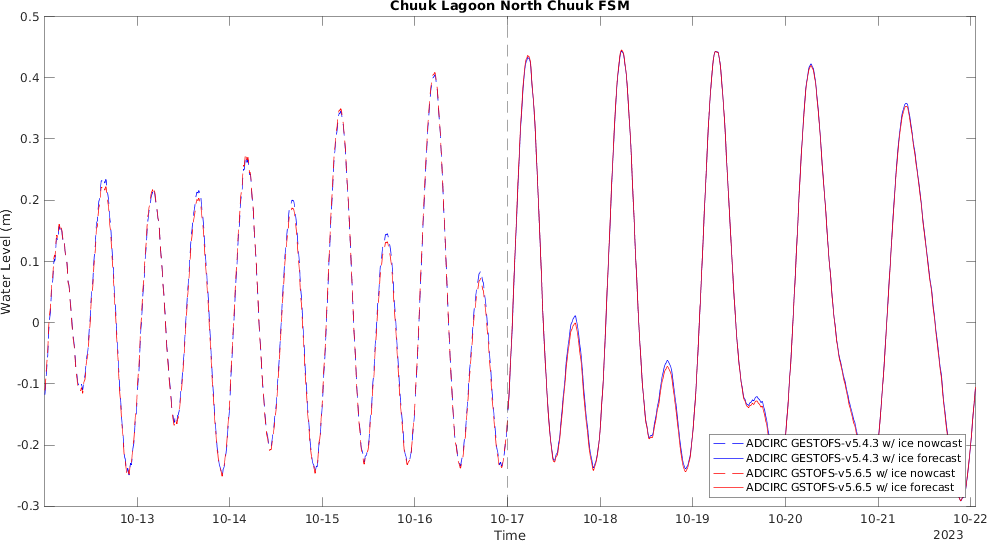 Chuuk Lagoon North Chuuk FSM
0.5
0.4
0.3
0.2
0.1
0
-0.1
-0.2
-0.3
Water Level (m)
ADCIRC GESTOFS-v5.4.3 w/ ice nowcast
ADCIRC GESTOFS-v5.4.3 w/ ice forecast
ADCIRC GSTOFS-v5.6.5 w/ ice nowcast
ADCIRC GSTOFS-v5.6.5 w/ ice forecast
10-13 10-14 10-15 10-16 10-17 10-18 10-19 10-20 10-21 10-22
Time
2023